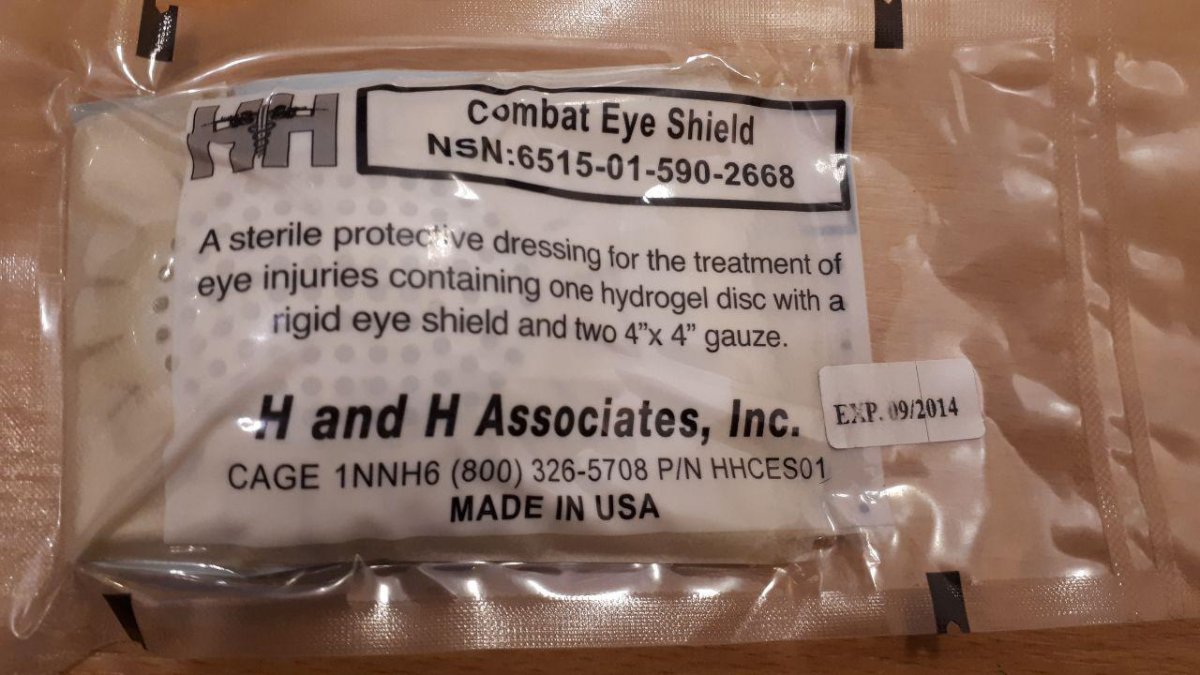 HH
Combat Eye Shield
NSN:6515-01-590-2668
A sterile protective dressing for the treatment of
eye injuries containing one hydrogel disc with a
rigid eye shield and two 4”x 4” gauze.
H and H Associates, Inc.
EXP. 09/2014
CAGE 1NNH6 (800) 326-5708 P/N HHCES01
MADE IN USA